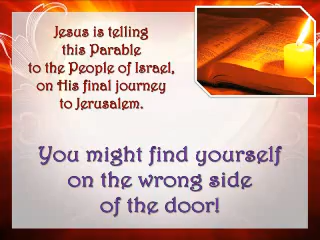 Jesus is telling
this Parable
to the People of Israel,
on His final journey
to Jerusalem.
You might find yourself
on the wrong side
of the door!